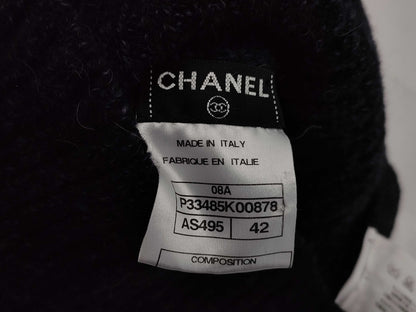 CHANEL
MADE IN ITALY
FABRIQUE EN ITALIE
08A
P33485K00878
AS495 42
COMPOSITION